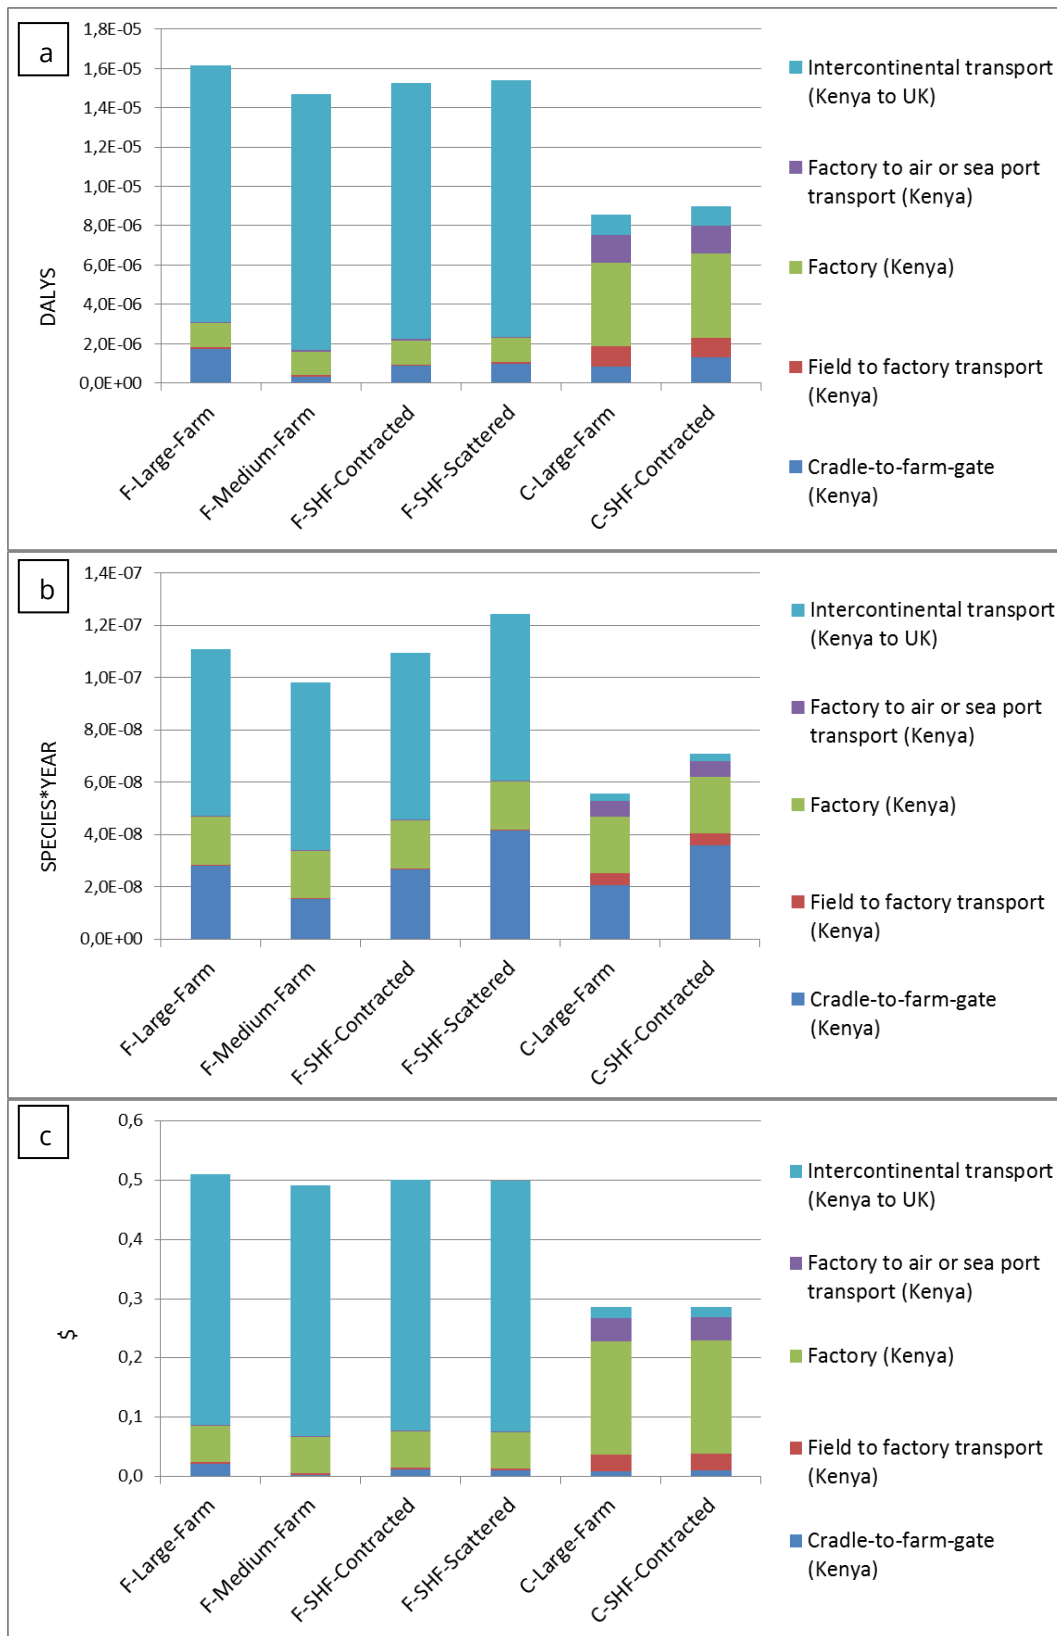 a
1,8E-05
1,6E-05
1,4E-05
1,2E-05
1,0E-05
8,0E-06
6,0E-06
4,0E-06
2,0E-06
0,0E+00
DALYS
F-Large-Farm
F-Medium-Farm
F-SHF-Contracted
F-SHF-Scattered
C-Large-Farm
C-SHF-Contracted
Intercontinental transport
(Kenya to UK)
Factory to air or sea port
transport (Kenya)
Factory (Kenya)
Field to factory transport
(Kenya)
Cradle-to-farm-gate
(Kenya)
b
1,4E-07
1,2E-07
1,0E-07
8,0E-08
6,0E-08
4,0E-08
2,0E-08
0,0E+00
SPECIES*YEAR
F-Large-Farm
F-Medium-Farm
F-SHF-Contracted
F-SHF-Scattered
C-Large-Farm
C-SHF-Contracted
Intercontinental transport
(Kenya to UK)
Factory to air or sea port
transport (Kenya)
Factory (Kenya)
Field to factory transport
(Kenya)
Cradle-to-farm-gate
(Kenya)
c
0,6
0,5
0,4
0,3
0,2
0,1
0,0
$
F-Large-Farm
F-Medium-Farm
F-SHF-Contracted
F-SHF-Scattered
C-Large-Farm
C-SHF-Contracted
Intercontinental transport
(Kenya to UK)
Factory to air or sea port
transport (Kenya)
Factory (Kenya)
Field to factory transport
(Kenya)
Cradle-to-farm-gate
(Kenya)